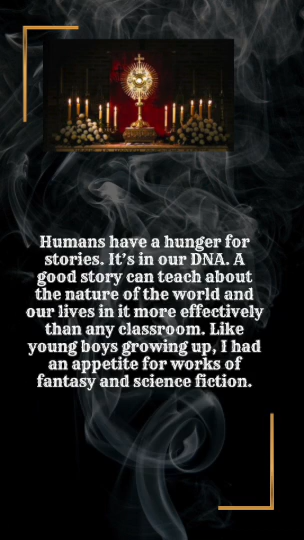 Humans have a hunger for
stories. It's in our DNA. A
good story can teach about
the nature of the world and
our lives in it more effectively
than any classroom. Like
young boys growing up, I had
an appetite for works of
fantasy and science fiction.